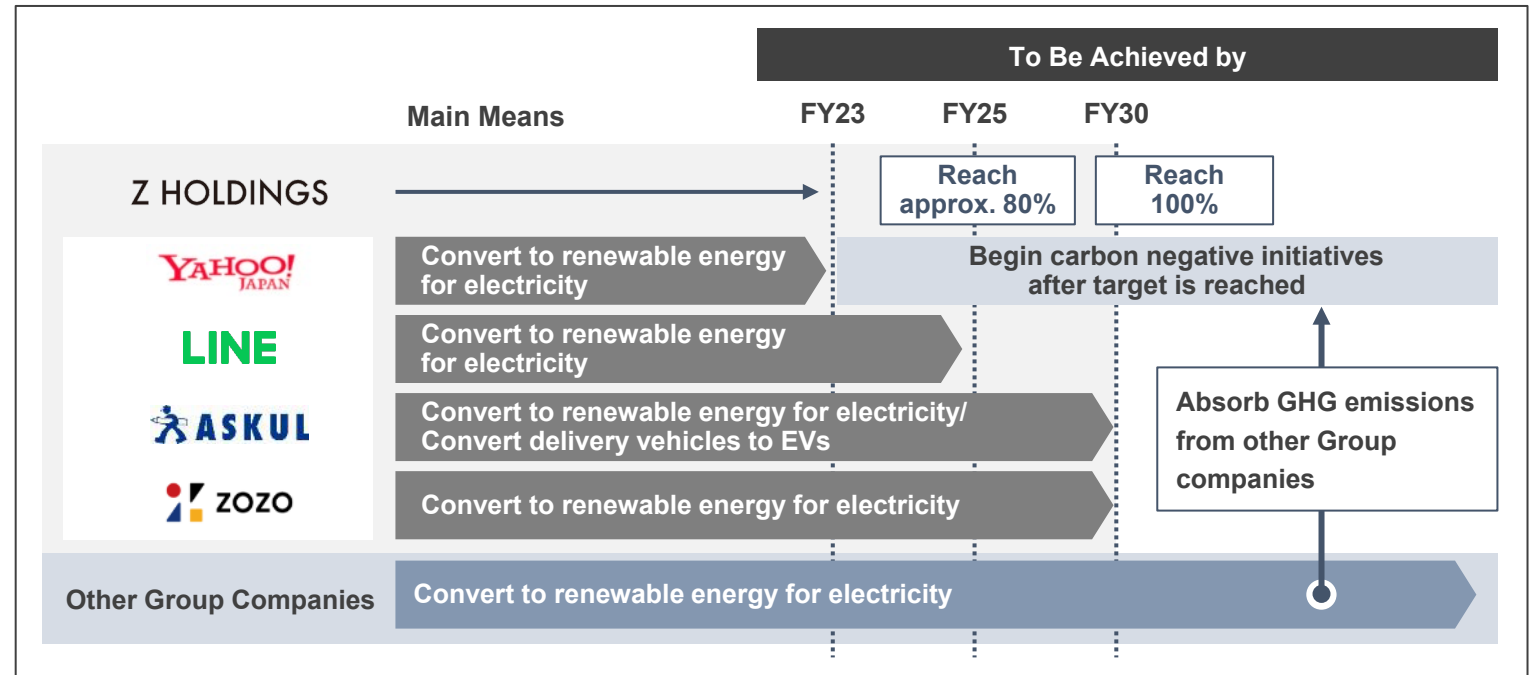 To Be Achieved by
Main Means
FY23
FY25
FY30
Z HOLDINGS
Reach
approx. 80%
Reach
100%
YAHOO!
JAPAN
Convert to renewable energy
for electricity
Begin carbon negative initiatives
after target is reached
LINE
Convert to renewable energy
for electricity
ASKUL
Convert to renewable energy for electricity/
Convert delivery vehicles to EVs
Absorb GHG emissions
from other Group
companies
ZOZO
Convert to renewable energy for electricity
Other Group Companies
Convert to renewable energy for electricity